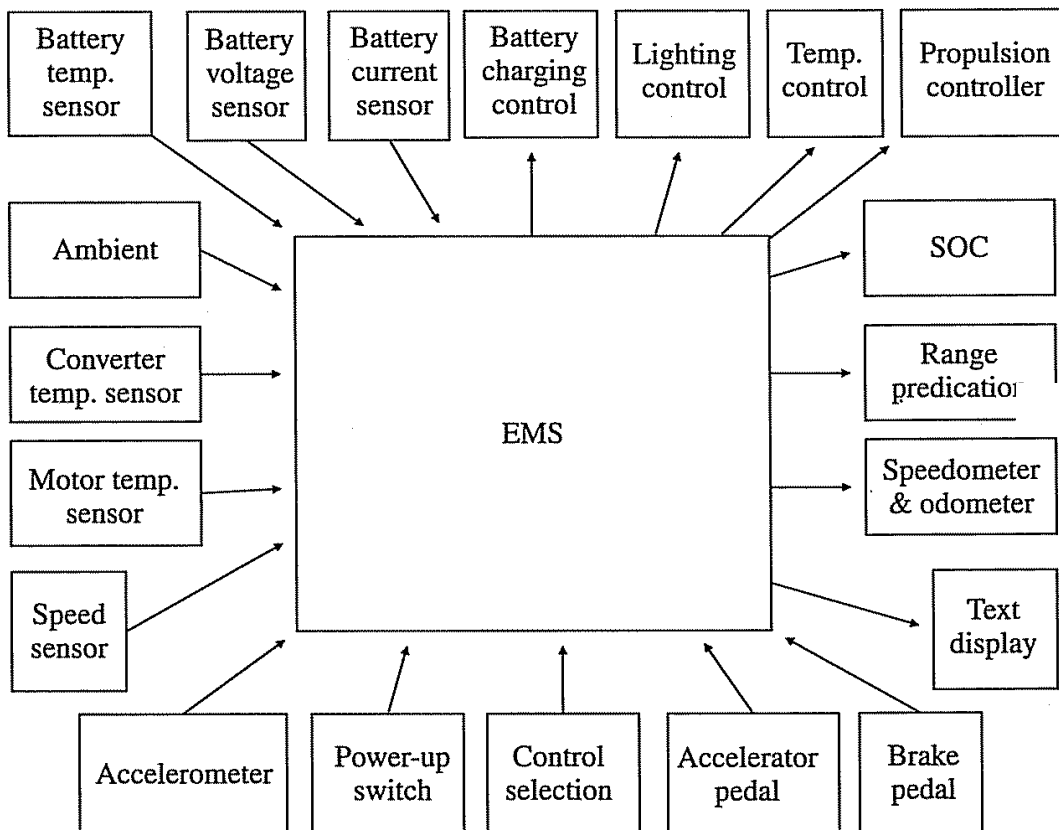 Battery
temp.
sensor
Battery
voltage
sensor
Battery
current
sensor
Battery
charging
control
Lighting
control
Temp.
control
Propulsion
controller
Ambient
SOC
Converter
temp. sensor
Range
predication
EMS
Motor temp.
sensor
Speedometer
& odometer
Speed
sensor
Text
display
Accelerometer
Power-up
switch
Control
selection
Accelerator
pedal
Brake
pedal